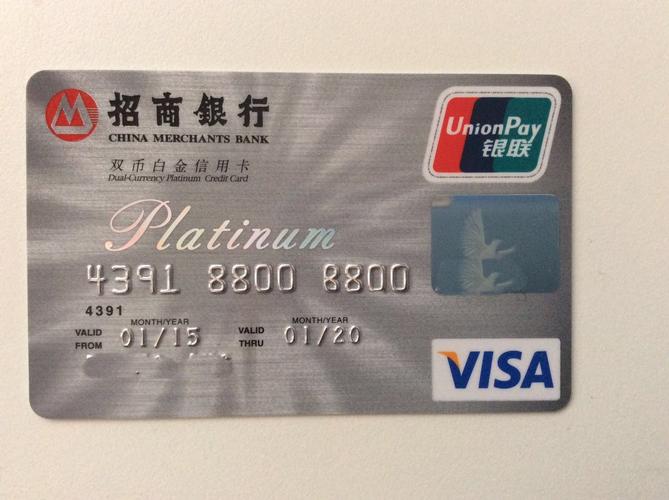 招商銀行
CHINA MERCHANTS BANK
双币白金信用卡
Dual-Currency Platinum Credit Card
UnionPay
银联
Platinum
4391 8800 8800
4391
MONTH/YEAR MONTH/YEAR
VALID FROM 01/15 VALID THRU 01/20
VISA